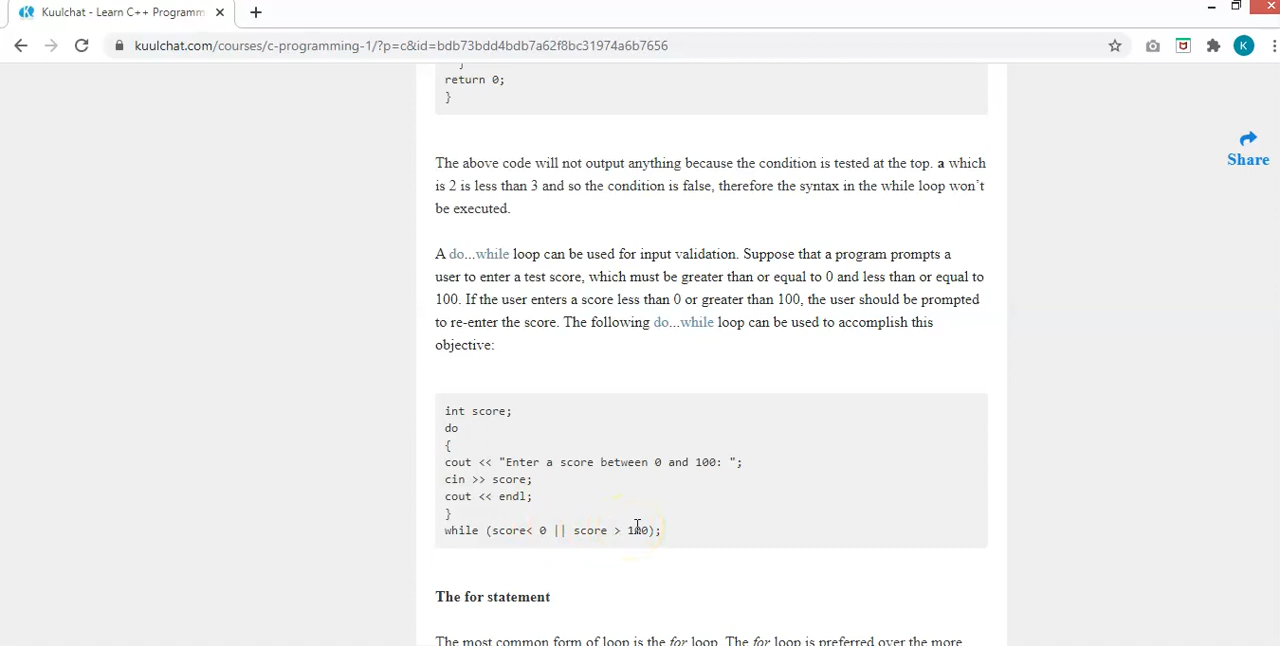 Kuulchat - Learn C++ Programm
kuulchat.com/courses/c-programming-1/?p=c&id=bdb73bdd4bdb7a62f8bc31974a6b7656
K
}
return 0;
}
Share
The above code will not output anything because the condition is tested at the top. a which
is 2 is less than 3 and so the condition is false, therefore the syntax in the while loop won’t
be executed.
A do...while loop can be used for input validation. Suppose that a program prompts a
user to enter a test score, which must be greater than or equal to 0 and less than or equal to
100. If the user enters a score less than 0 or greater than 100, the user should be prompted
to re-enter the score. The following do...while loop can be used to accomplish this
objective:
int score;
do
{
cout << "Enter a score between 0 and 100: ";
cin >> score;
cout << endl;
}
while (score< 0 || score > 100);
The for statement
The most common form of loop is the for loop. The for loop is preferred over the more